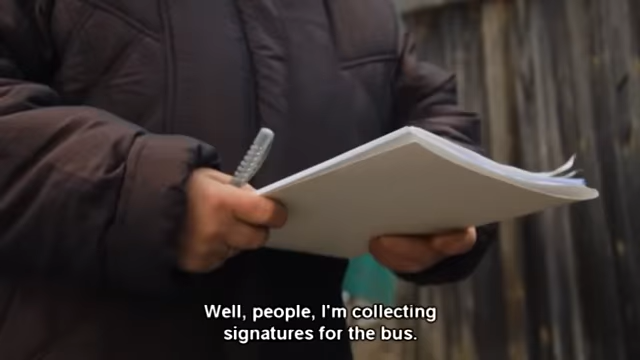 Well, people, I'm collecting
signatures for the bus.